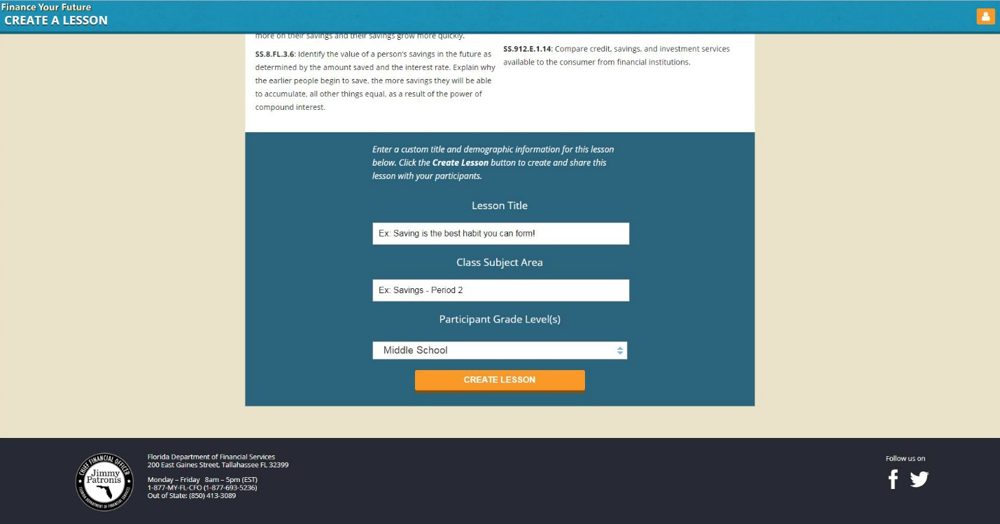 Finance Your Future
CREATE A LESSON
more on their savings and their savings grow more quickly.
SS.8.FL.3.6: Identify the value of a person's savings in the future as
determined by the amount saved and the interest rate. Explain why
the earlier people begin to save, the more savings they will be able
to accumulate, all other things equal, as a result of the power of
compound interest.
SS.912.E.1.14: Compare credit, savings, and investment services
available to the consumer from financial institutions.
Enter a custom title and demographic information for this lesson
below. Click the Create Lesson button to create and share this
lesson with your participants.
Lesson Title
Ex: Saving is the best habit you can form!
Class Subject Area
Ex: Savings - Period 2
Participant Grade Level(s)
Middle School
CREATE LESSON
CHIEF FINANCIAL OFFICER
Jimmy
Patronis
FLORIDA DEPARTMENT OF FINANCIAL SERVICES
Florida Department of Financial Services
200 East Gaines Street, Tallahassee FL 32399
Monday – Friday 8am – 5pm (EST)
1-877-MY-FL-CFO (1-877-693-5236)
Out of State: (850) 413-3089
Follow us on